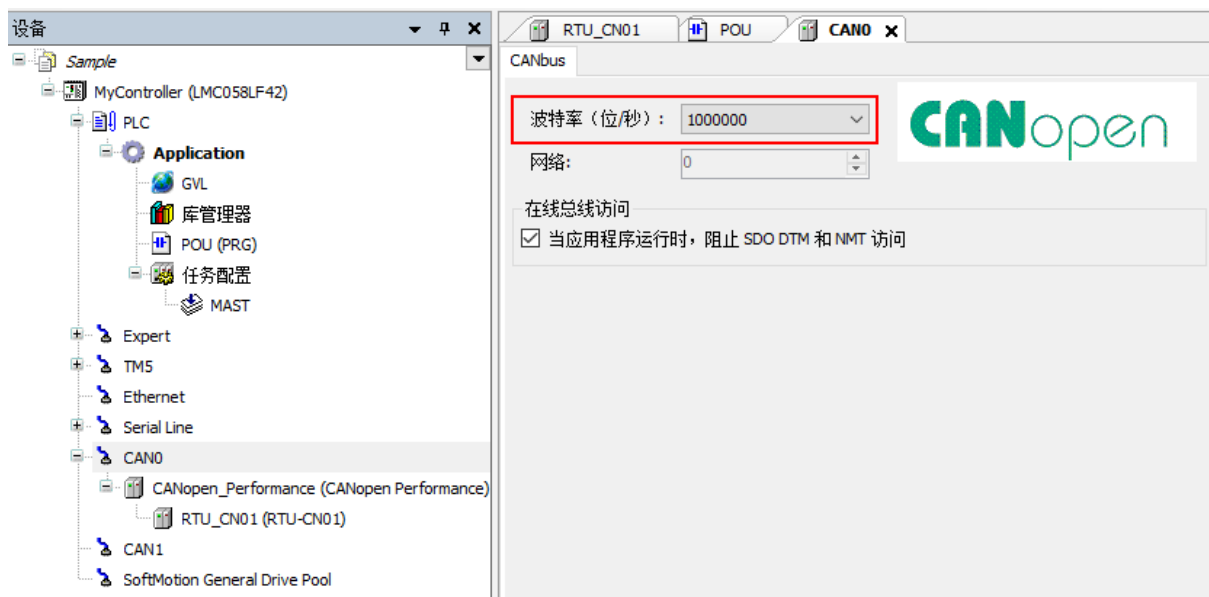 设备
Sample
MyController (LMC058LF42)
PLC
Application
GVL
库管理器
POU (PRG)
任务配置
MAST
Expert
TM5
Ethernet
Serial Line
CAN0
CANopen_Performance (CANopen Performance)
RTU_CN01 (RTU-CN01)
CAN1
SoftMotion General Drive Pool
RTU_CN01 POU CAN0
CANbus
波特率（位/秒）： 1000000
网络: 0
CANopen
在线总线访问
当应用程序运行时，阻止 SDO DTM 和 NMT 访问